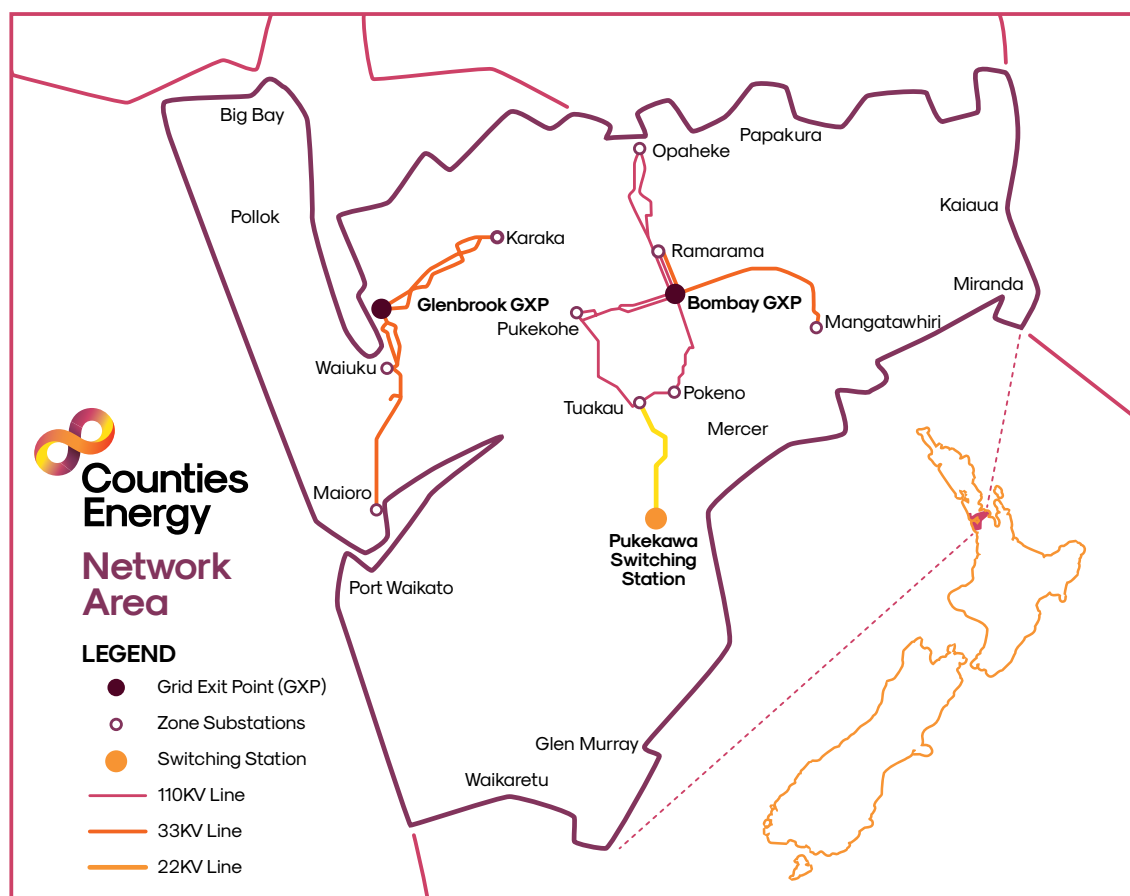 Big Bay
Papakura
Opaheke
Pollok
Kaiaua
Karaka
Ramarama
Miranda
Glenbrook GXP
Bombay GXP
Pukekohe
Mangatawhiri
Waiuku
Pokeno
Tuakau
Mercer
Counties
Energy
Maioro
Pukekawa
Switching
Station
Network
Area
Port Waikato
LEGEND
Grid Exit Point (GXP)
Zone Substations
Switching Station
110KV Line
33KV Line
22KV Line
Glen Murray
Waikaretu